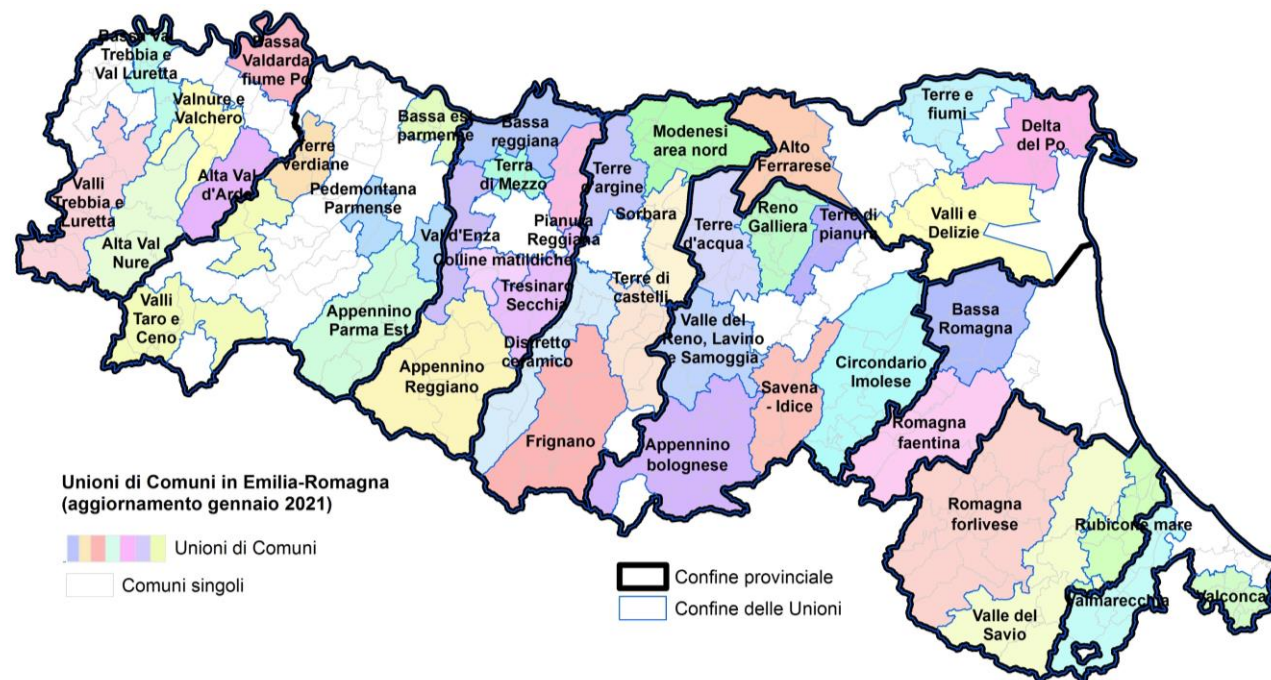 Bassa Val
Trebbia e
Val Luretta
Bassa
Valdarda
fiume Po
Valnure e
Valchero
Alta Val
d'Arda
Valli
Trebbia e
Luretta
Alta Val
Nure
Terre
verdiane
Bassa est
parmense
Pedemontana
Parmense
Valli
Taro e
Ceno
Appennino
Parma Est
Bassa
reggiana
Terra
di Mezzo
Val d'Enza
Pianura
Reggiana
Colline matildiche
Tresinaro
Secchia
Appennino
Reggiano
Terre
d'argine
Modenesi
area nord
Sorbara
Terre di
castelli
Distretto
ceramico
Frignano
Alto
Ferrarese
Terre e
fiumi
Delta
del Po
Valli e
Delizie
Terre
d'acqua
Reno
Galliera
Terre di
pianura
Valle del
Reno, Lavino
e Samoggia
Savena
- Idice
Circondario
Imolese
Appennino
bolognese
Bassa
Romagna
Romagna
faentina
Romagna
forlivese
Rubicone mare
Valle del
Savio
Valmarecchia
Valconca
Unioni di Comuni in Emilia-Romagna
(aggiornamento gennaio 2021)
Unioni di Comuni
Comuni singoli
Confine provinciale
Confine delle Unioni